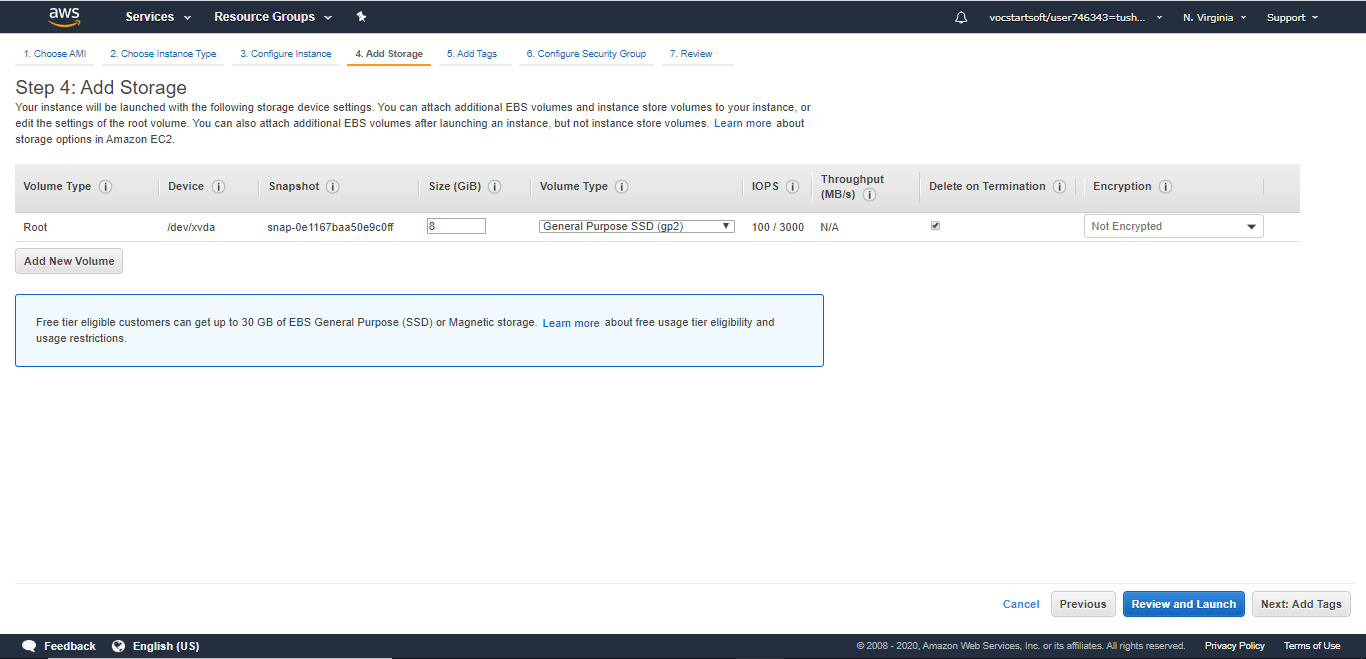 aws Services Resource Groups vocstartsoft/user746343=tush... N. Virginia Support
1. Choose AMI 2. Choose Instance Type 3. Configure Instance 4. Add Storage 5. Add Tags 6. Configure Security Group 7. Review
Step 4: Add Storage
Your instance will be launched with the following storage device settings. You can attach additional EBS volumes and instance store volumes to your instance, or
edit the settings of the root volume. You can also attach additional EBS volumes after launching an instance, but not instance store volumes. Learn more about
storage options in Amazon EC2.
Volume Type i Device i Snapshot i Size (GiB) i Volume Type i IOPS i Throughput
(MB/s) i Delete on Termination i Encryption i
Root /dev/xvda snap-0e1167baa50e9c0ff 8 General Purpose SSD (gp2) 100 / 3000 N/A Not Encrypted
Add New Volume
Free tier eligible customers can get up to 30 GB of EBS General Purpose (SSD) or Magnetic storage. Learn more about free usage tier eligibility and
usage restrictions.
Cancel Previous Review and Launch Next: Add Tags
Feedback English (US) © 2008 - 2020, Amazon Web Services, Inc. or its affiliates. All rights reserved. Privacy Policy Terms of Use